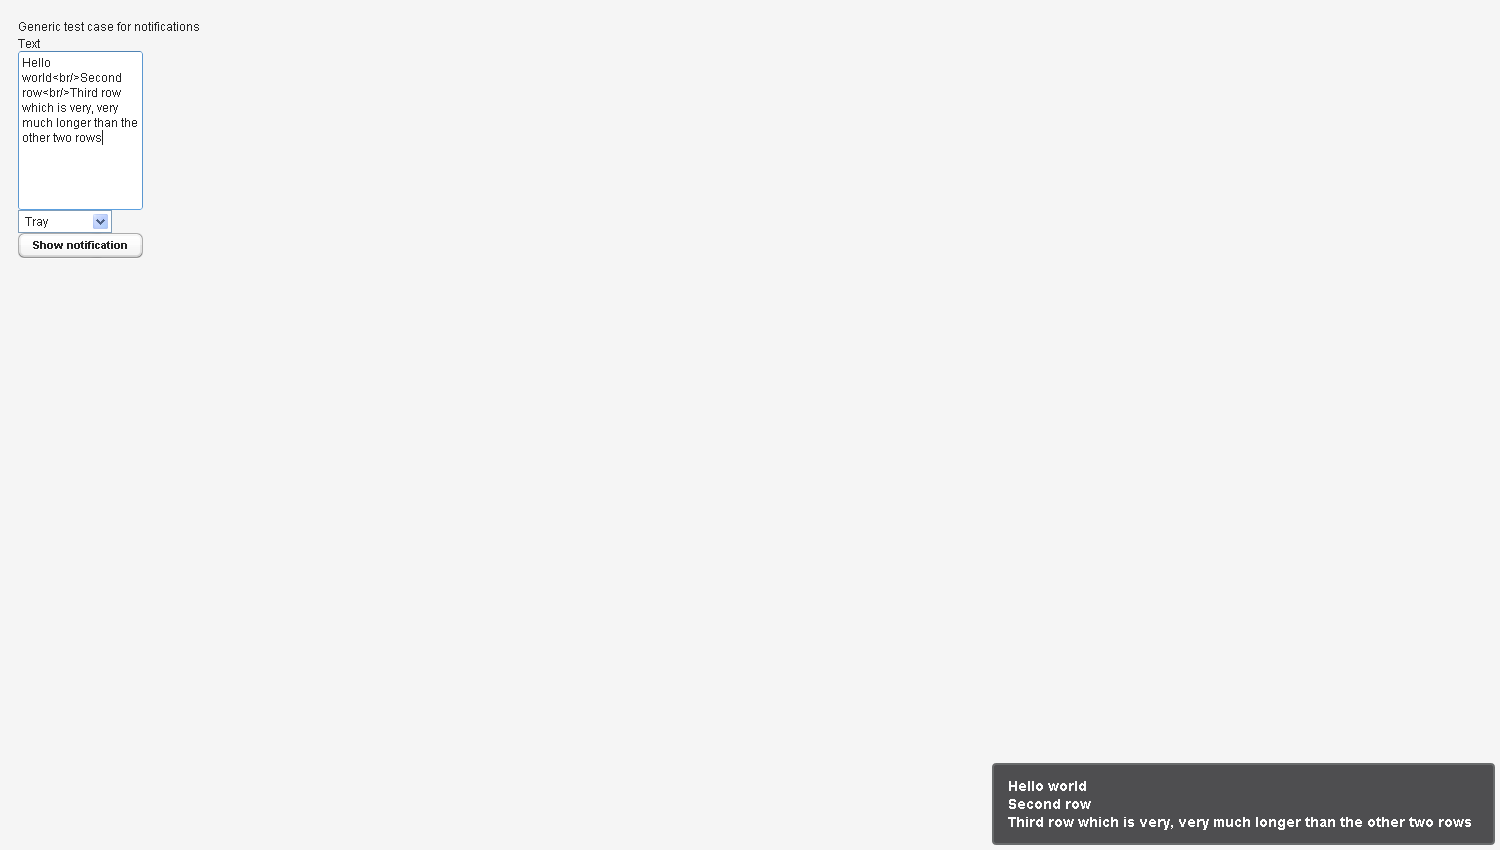 Generic test case for notifications
Text
Hello
world<br/>Second
row<br/>Third row
which is very, very
much longer than the
other two rows
Tray
Show notification
Hello world
Second row
Third row which is very, very much longer than the other two rows